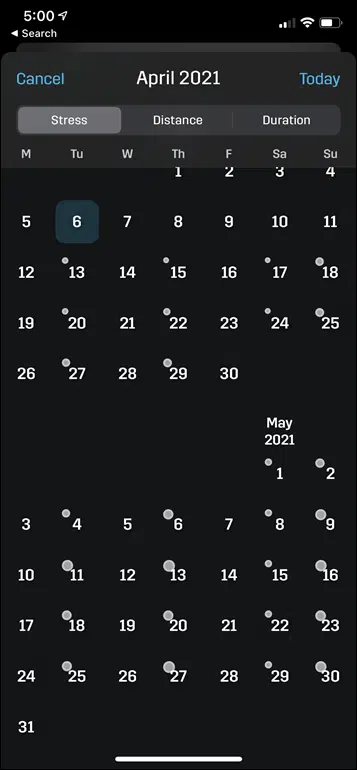 5:00
◀ Search
Cancel April 2021 Today
Stress Distance Duration
M Tu W Th F Sa Su
1 2 3 4
5 6 7 8 9 10 11
12 13 14 15 16 17 18
19 20 21 22 23 24 25
26 27 28 29 30
May
2021
1 2
3 4 5 6 7 8 9
10 11 12 13 14 15 16
17 18 19 20 21 22 23
24 25 26 27 28 29 30
31